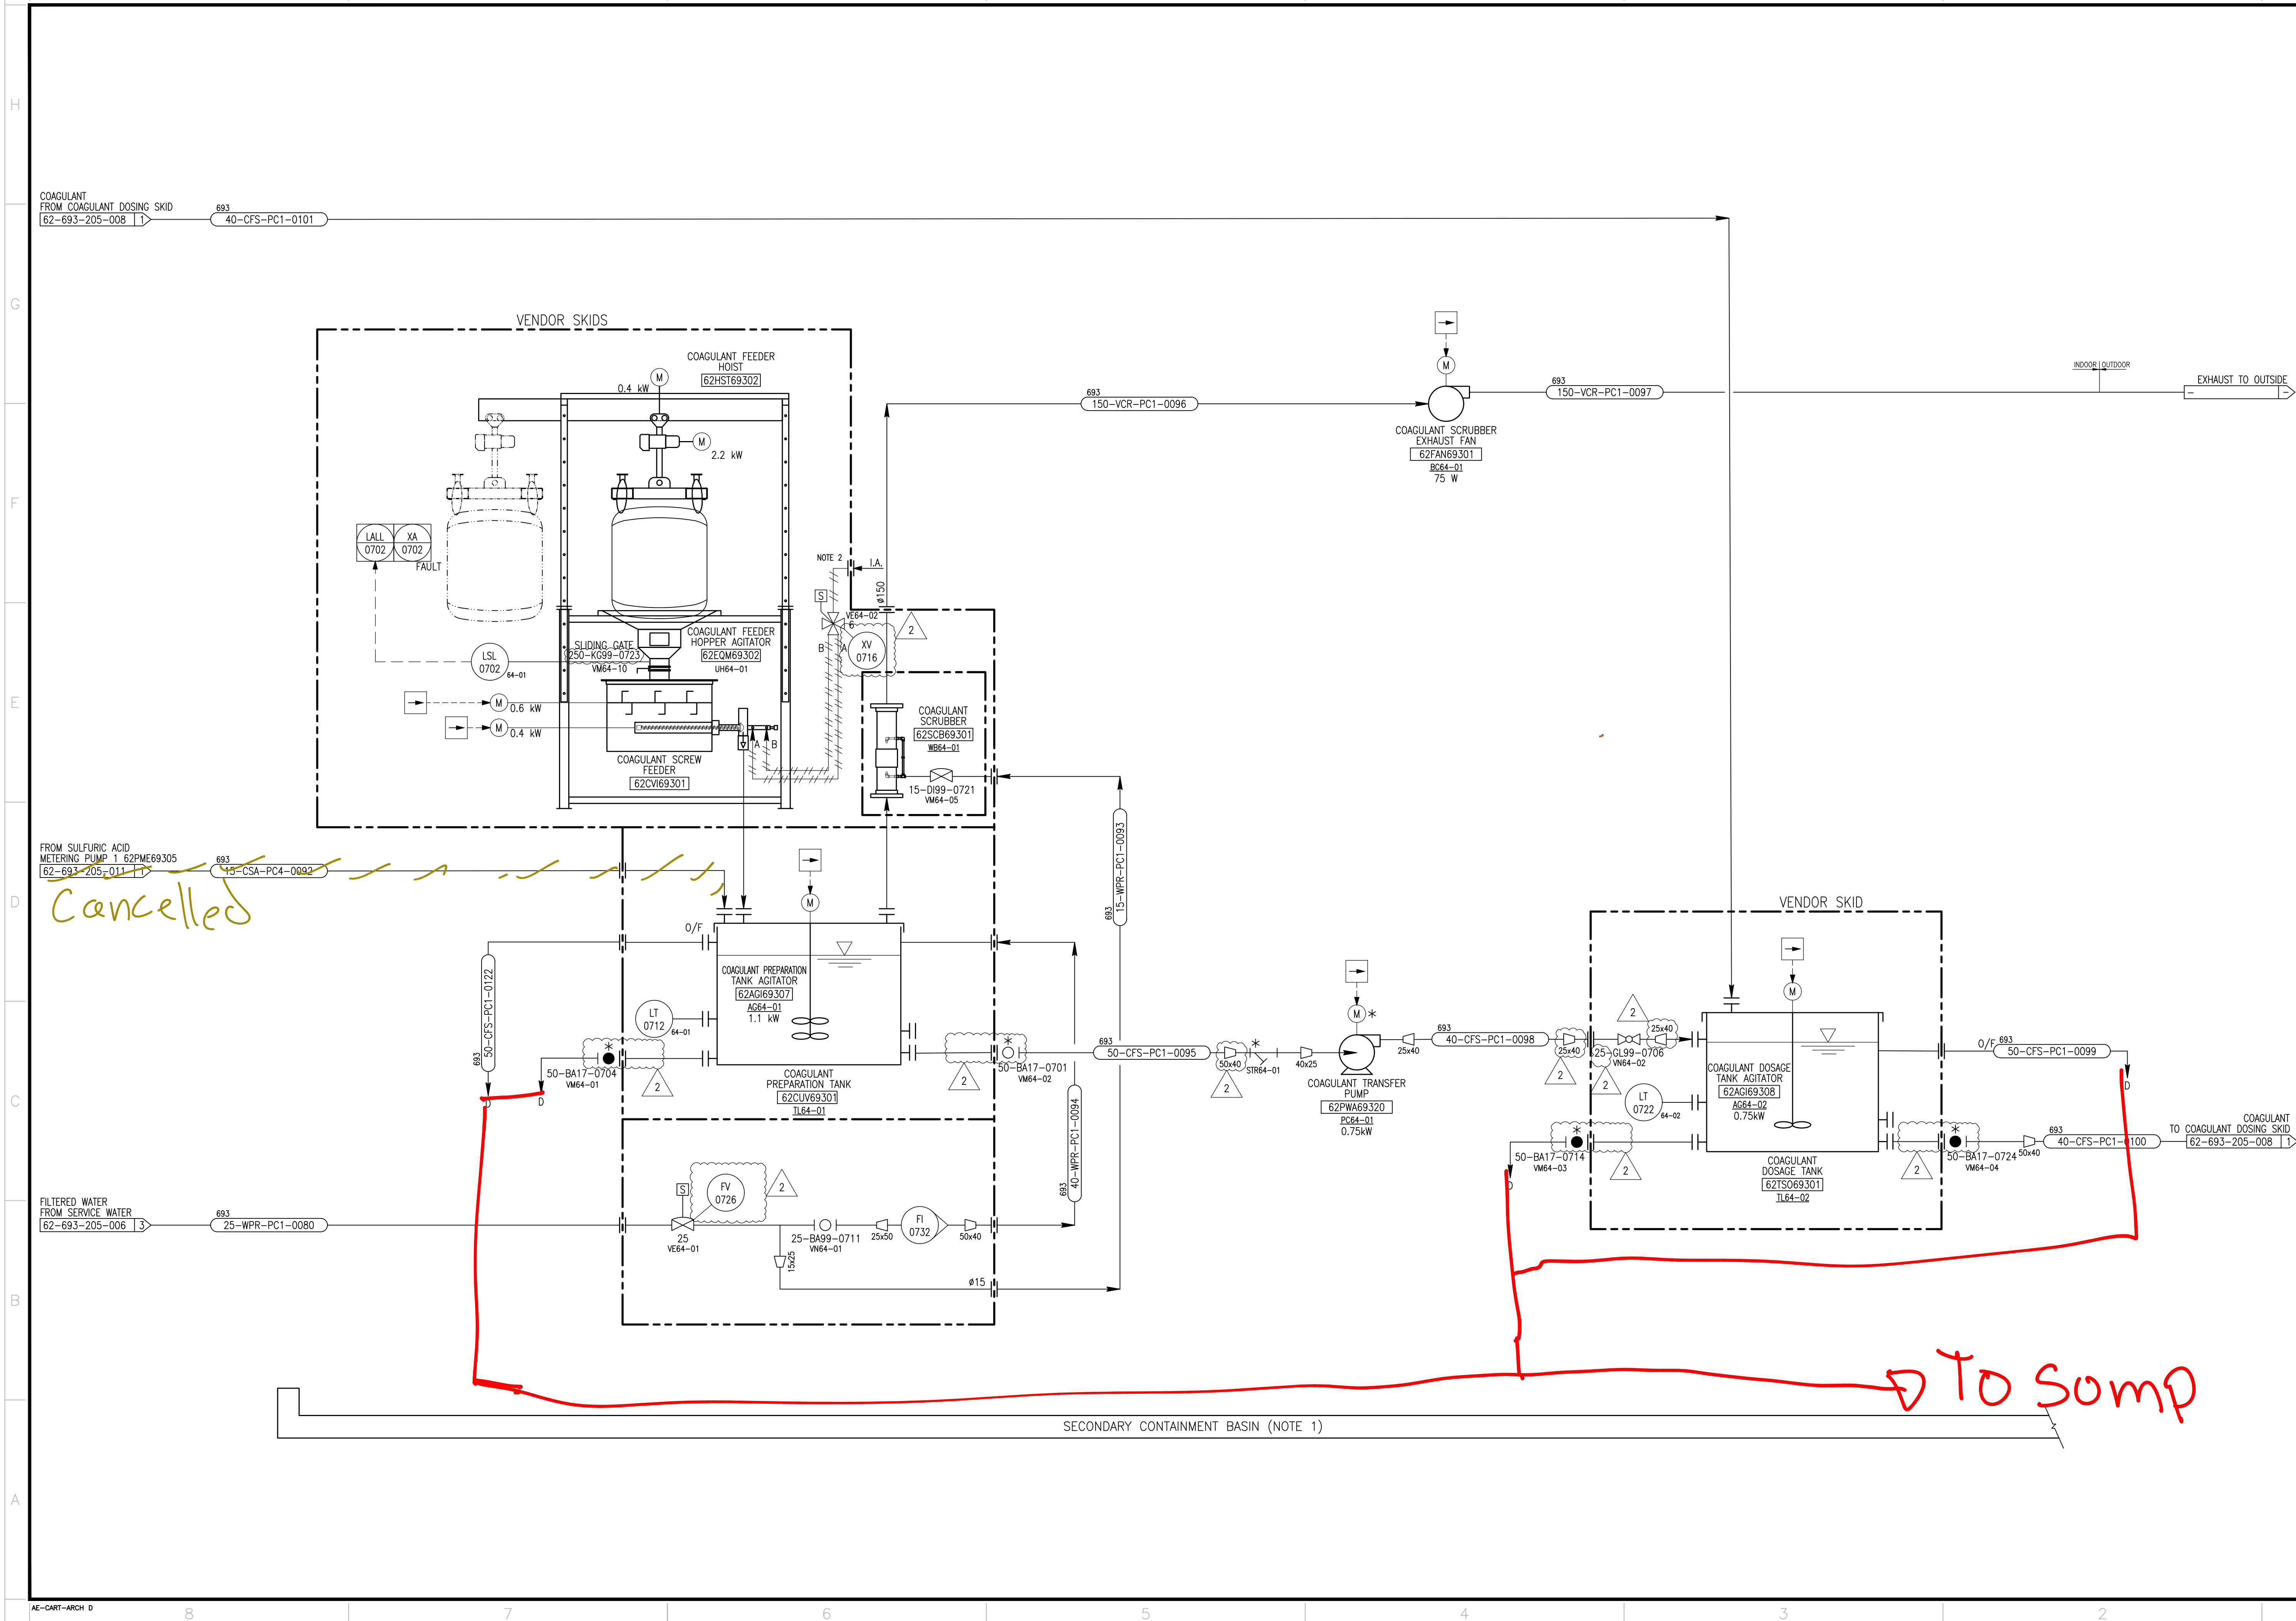 H
G
F
E
D
C
B
A
COAGULANT
FROM COAGULANT DOSING SKID
62-693-205-008 1
693
40-CFS-PC1-0101
VENDOR SKIDS
COAGULANT FEEDER
HOIST
62HST69302
M
0.4 kW
M
2.2 kW
LALL
0702
XA
0702
FAULT
LSL
0702
64-01
SLIDING GATE
250-KG99-0723
VM64-10
COAGULANT FEEDER
HOPPER AGITATOR
62EQM69302
UH64-01
M
0.6 kW
M
0.4 kW
A
B
COAGULANT SCREW
FEEDER
62CVI69301
NOTE 2
I.A.
S
VE64-02
6
B
A
XV
0716
2
ø150
COAGULANT
SCRUBBER
62SCB69301
WB64-01
15-DI99-0721
VM64-05
693
150-VCR-PC1-0096
M
COAGULANT SCRUBBER
EXHAUST FAN
62FAN69301
BC64-01
75 W
693
150-VCR-PC1-0097
INDOOR OUTDOOR
EXHAUST TO OUTSIDE
- -
FROM SULFURIC ACID
METERING PUMP 1 62PME69305
62-693-205-011 1
693
15-CSA-PC4-0092
Cancelled
693
15-WPR-PC1-0093
O/F
693
50-CFS-PC1-0122
D
D
M
COAGULANT PREPARATION
TANK AGITATOR
62AGI69307
AG64-01
1.1 kW
LT
0712
64-01
*
50-BA17-0704
VM64-01
2
COAGULANT
PREPARATION TANK
62CUV69301
TL64-01
*
50-BA17-0701
VM64-02
2
693
40-WPR-PC1-0094
693
50-CFS-PC1-0095
50x40
2
*
STR64-01
40x25
M *
COAGULANT TRANSFER
PUMP
62PWA69320
PC64-01
0.75kW
25x40
693
40-CFS-PC1-0098
25x40
2
VENDOR SKID
2
25x40
25-GL99-0706
VN64-02
2
M
COAGULANT DOSAGE
TANK AGITATOR
62AGI69308
AG64-02
0.75kW
LT
0722
64-02
*
50-BA17-0714
VM64-03
D
2
COAGULANT
DOSAGE TANK
62TSO69301
TL64-02
O/F
693
50-CFS-PC1-0099
D
*
50-BA17-0724
VM64-04
2
50x40
693
40-CFS-PC1-0100
COAGULANT
TO COAGULANT DOSING SKID
62-693-205-008 1
FILTERED WATER
FROM SERVICE WATER
62-693-205-006 3
693
25-WPR-PC1-0080
S
FV
0726
2
25
VE64-01
15x25
25-BA99-0711
VN64-01
25x50
FI
0732
50x40
ø15
To Somp
SECONDARY CONTAINMENT BASIN (NOTE 1)
AE-CART-ARCH D
8
7
6
5
4
3
2